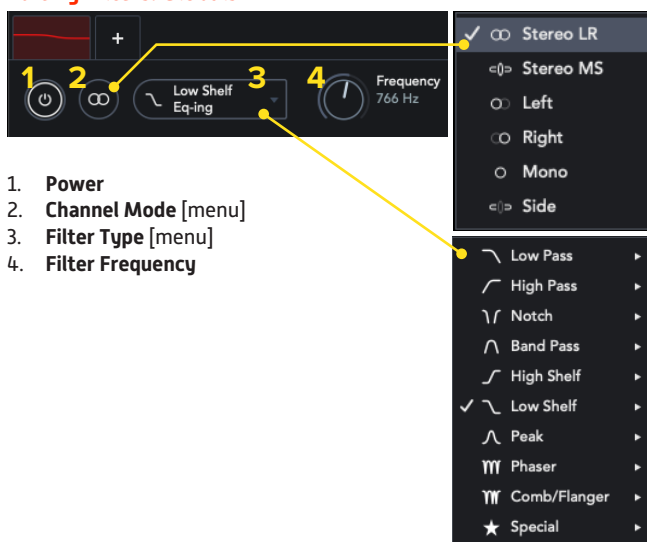 +
1 2 3 4
Low Shelf
Eq-ing
Frequency
766 Hz
1. Power
2. Channel Mode [menu]
3. Filter Type [menu]
4. Filter Frequency
Stereo LR
Stereo MS
Left
Right
Mono
Side
Low Pass
High Pass
Notch
Band Pass
High Shelf
Low Shelf
Peak
Phaser
Comb/Flanger
Special